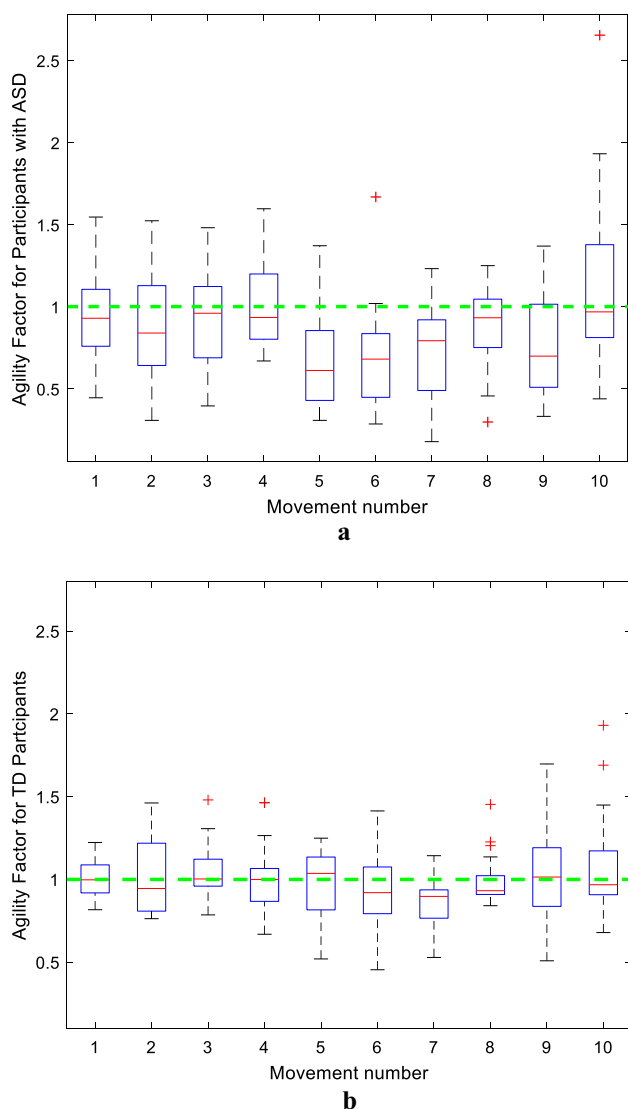 Agility Factor for Participants with ASD
2.5
2
1.5
1
0.5
1 2 3 4 5 6 7 8 9 10
Movement number
a
Agility Factor for TD Partcipants
2.5
2
1.5
1
0.5
1 2 3 4 5 6 7 8 9 10
Movement number
b